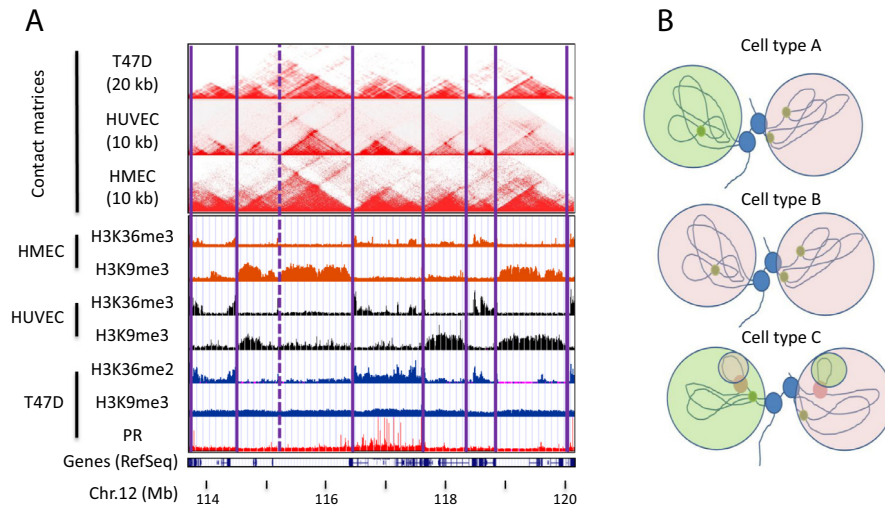 A
B
Contact matrices
T47D
(20 kb)
HUVEC
(10 kb)
HMEC
(10 kb)
HMEC
H3K36me3
H3K9me3
HUVEC
H3K36me3
H3K9me3
T47D
H3K36me2
H3K9me3
PR
Genes (RefSeq)
Chr.12 (Mb)
114 116 118 120
Cell type A
Cell type B
Cell type C